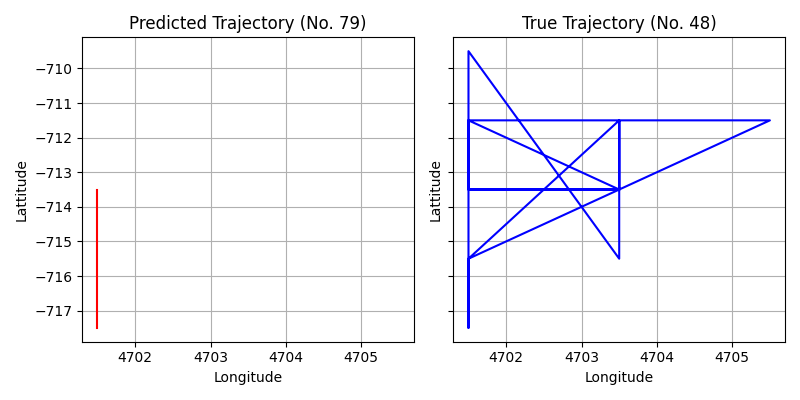 Predicted Trajectory (No. 79)
True Trajectory (No. 48)
Lattitude
−710
−711
−712
−713
−714
−715
−716
−717
4702
4703
4704
4705
Longitude
Lattitude
4702
4703
4704
4705
Longitude